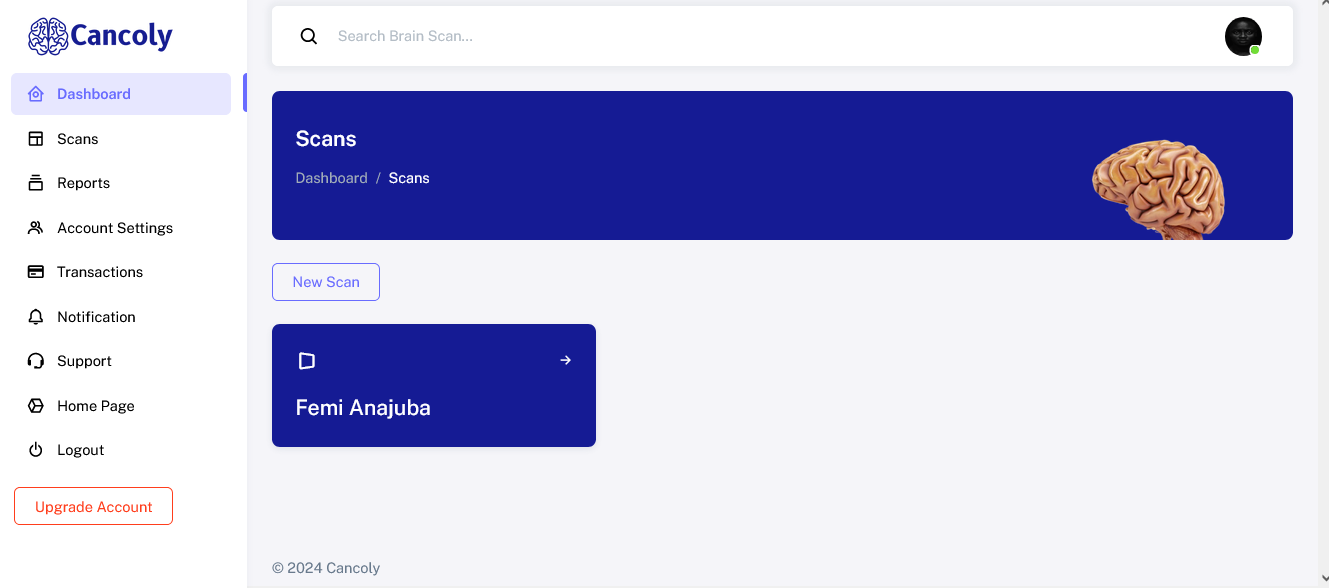 Cancoly
Dashboard
Scans
Reports
Account Settings
Transactions
Notification
Support
Home Page
Logout
Upgrade Account
Search Brain Scan...
Scans
Dashboard / Scans
New Scan
Femi Anajuba
© 2024 Cancoly